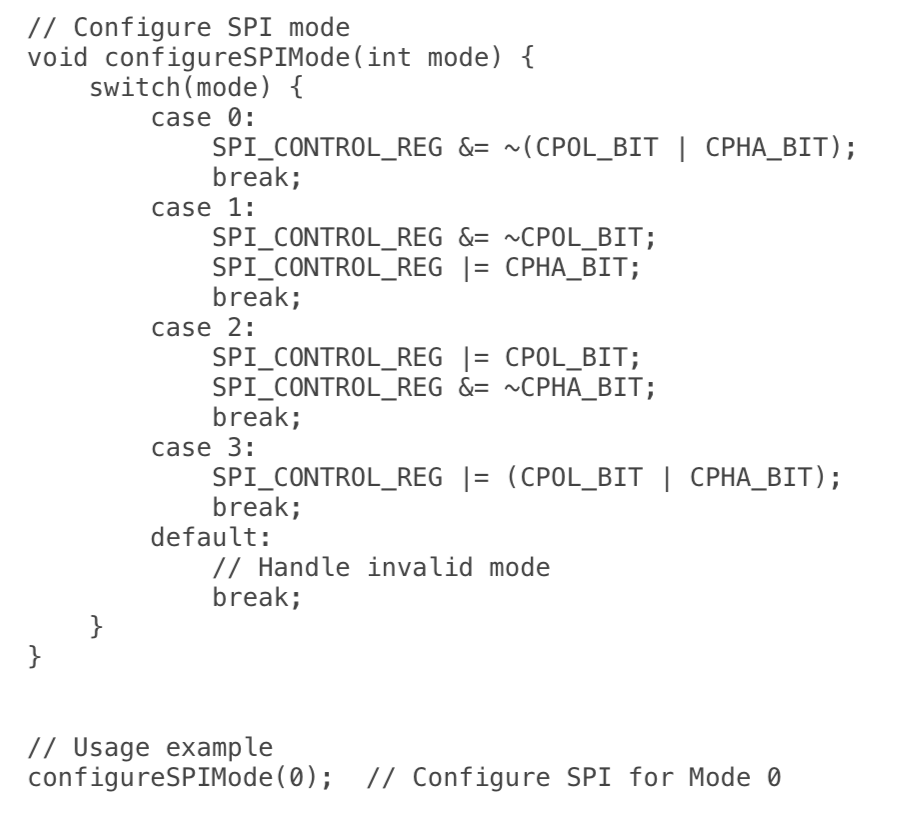 // Configure SPI mode
void configureSPIMode(int mode) {
    switch(mode) {
        case 0:
            SPI_CONTROL_REG &= ~(CPOL_BIT | CPHA_BIT);
            break;
        case 1:
            SPI_CONTROL_REG &= ~CPOL_BIT;
            SPI_CONTROL_REG |= CPHA_BIT;
            break;
        case 2:
            SPI_CONTROL_REG |= CPOL_BIT;
            SPI_CONTROL_REG &= ~CPHA_BIT;
            break;
        case 3:
            SPI_CONTROL_REG |= (CPOL_BIT | CPHA_BIT);
            break;
        default:
            // Handle invalid mode
            break;
    }
}
// Usage example
configureSPIMode(0);  // Configure SPI for Mode 0